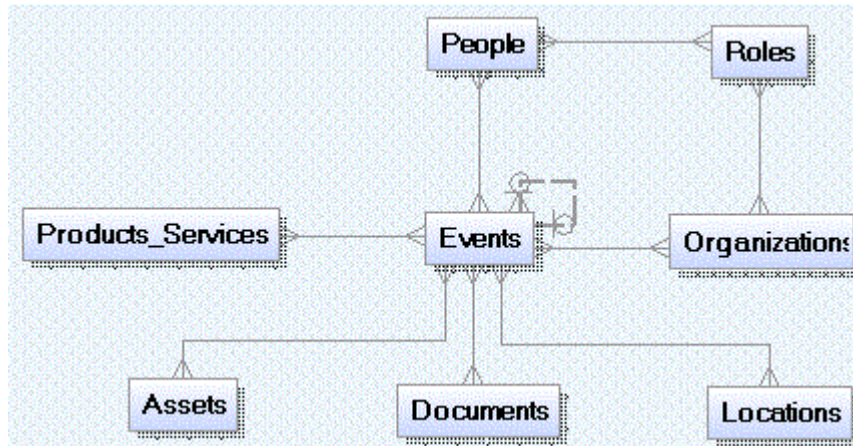 People
Roles
Products_Services
Events
Organizations
Assets
Documents
Locations